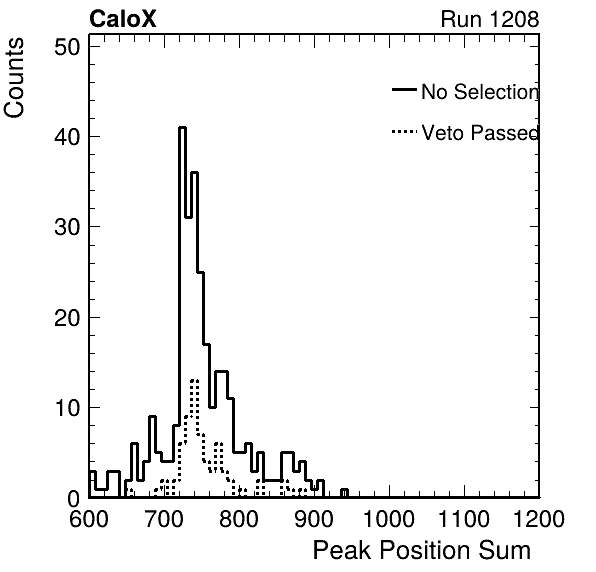 CaloX Run 1208
Counts
50
No Selection
Veto Passed
40
30
20
10
0
600 700 800 900 1000 1100 1200
Peak Position Sum